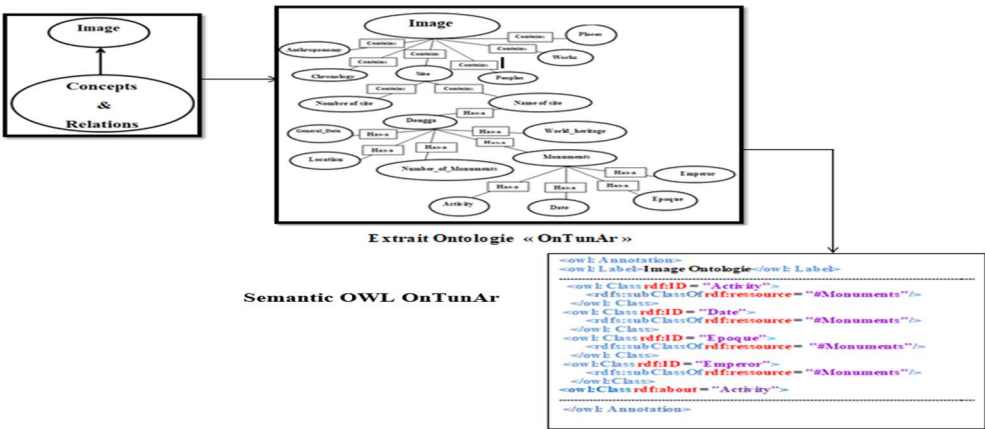 Image
Concepts
&
Relations
Image
Places
Contains
Anthroponomy
Contains
Contains
Works
Contains
Contains
Contains
Chronology
Site
Peoples
Contains
Contains
Nombre of site
Name of site
Has-a
Dougga
General_Data
Has-a
Has-a
World_heritage
Has-a
Location
Has-a
Has-a
Monuments
Number_of_Monuments
Has-a
Emperor
Has-a
Has-a
Has-a
Activity
Date
Epoque
Extrait Ontologie « OnTunAr »
Semantic OWL OnTunAr
<owl: Annotation>
<owl: Label>Image Ontologie</owl: Label>
<owl: Class rdf:ID = "Activity">
<rdfs:subClassOf rdf:ressource = "#Monuments"/>
</owl: Class>
<owl: Class rdf:ID = "Date">
<rdfs:subClassOf rdf:ressource = "#Monuments"/>
</owl: Class>
<owl: Class rdf:ID = "Epoque">
<rdfs:subClassOf rdf:ressource = "#Monuments"/>
</owl: Class>
<owl: Class rdf:ID = "Emperor">
<rdfs:subClassOf rdf:ressource = "#Monuments"/>
</owl:Class>
<owl:Class rdf:about = "Activity">
</owl: Annotation>